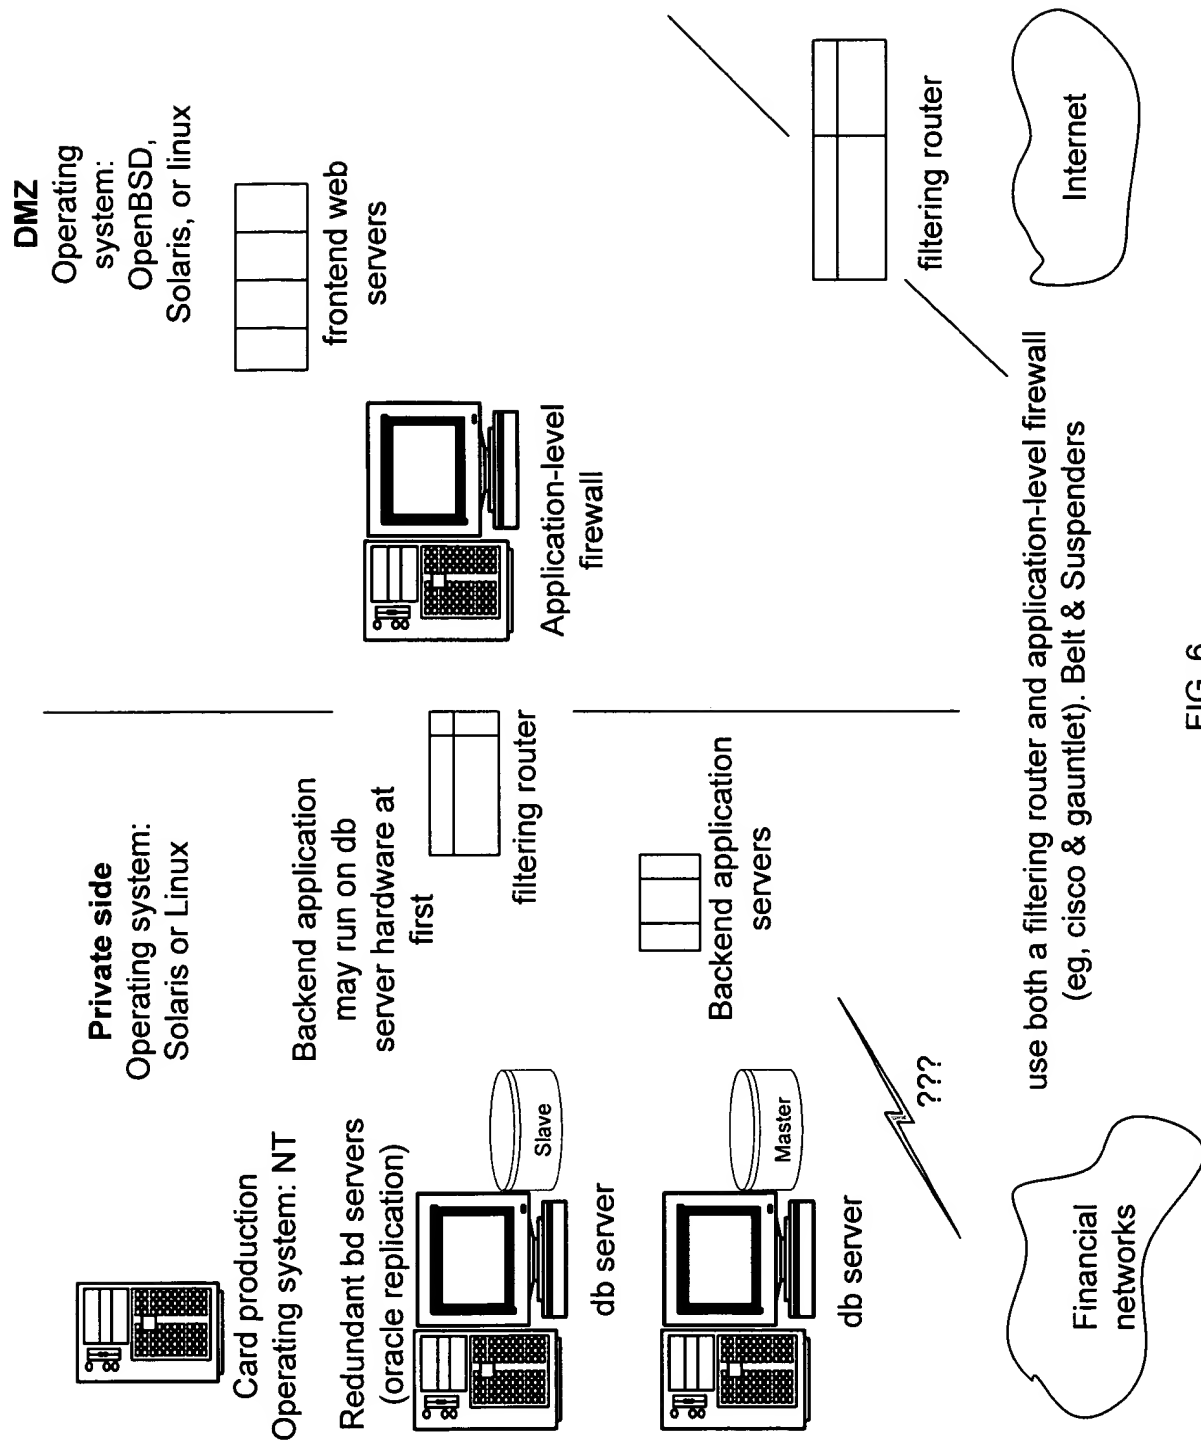 Card production
Operating system: NT
Redundant bd servers
(oracle replication)
Slave
db server
Master
db server
Financial
networks
???
Private side
Operating system:
Solaris or Linux
Backend application
may run on db
server hardware at
first
filtering router
Backend application
servers
DMZ
Operating
system:
OpenBSD,
Solaris, or linux
frontend web
servers
Application-level
firewall
filtering router
Internet
use both a filtering router and application-level firewall
(eg, cisco & gauntlet). Belt & Suspenders
FIG. 6